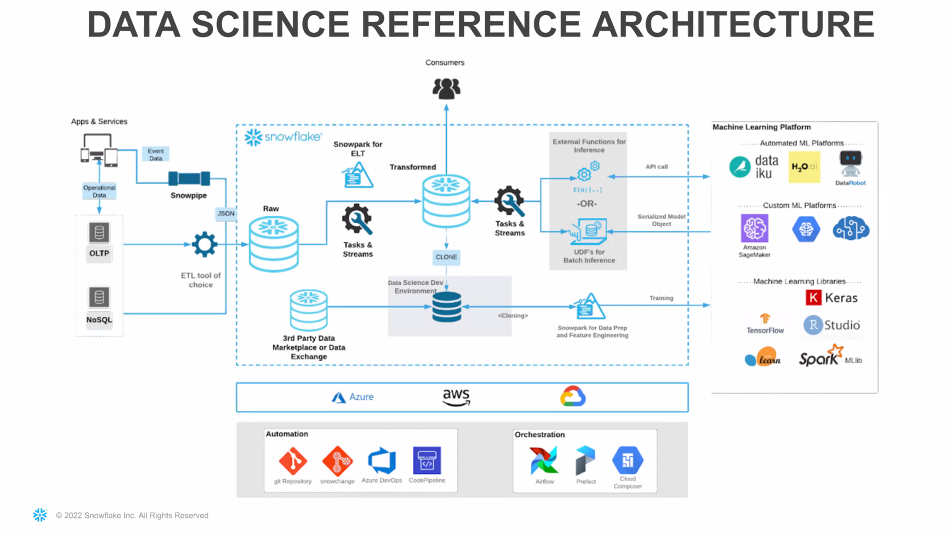 DATA SCIENCE REFERENCE ARCHITECTURE
Consumers
Apps & Services
Event
Data
Operational
Data
Snowpipe
JSON
OLTP
NoSQL
ETL tool of
choice
snowflake®
Snowpark for
ELT
Transformed
Raw
Tasks &
Streams
Tasks &
Streams
External Functions for
Inference
-OR-
UDF's for
Batch Inference
CLONE
Data Science Dev
Environment
<Cloning>
3rd Party Data
Marketplace or Data
Exchange
Snowpark for Data Prep
and Feature Engineering
API call
Serialized Model
Object
Training
Machine Learning Platform
Automated ML Platforms
data
iku
H₂O.ai
DataRobot
Custom ML Platforms
Amazon
SageMaker
Machine Learning Libraries
K Keras
TensorFlow
R Studio
learn
Spark MLlib
Azure
aws
Automation
git Repository
snowchange
Azure DevOps
CodePipeline
Orchestration
Airflow
Prefect
Cloud
Composer
© 2022 Snowflake Inc. All Rights Reserved